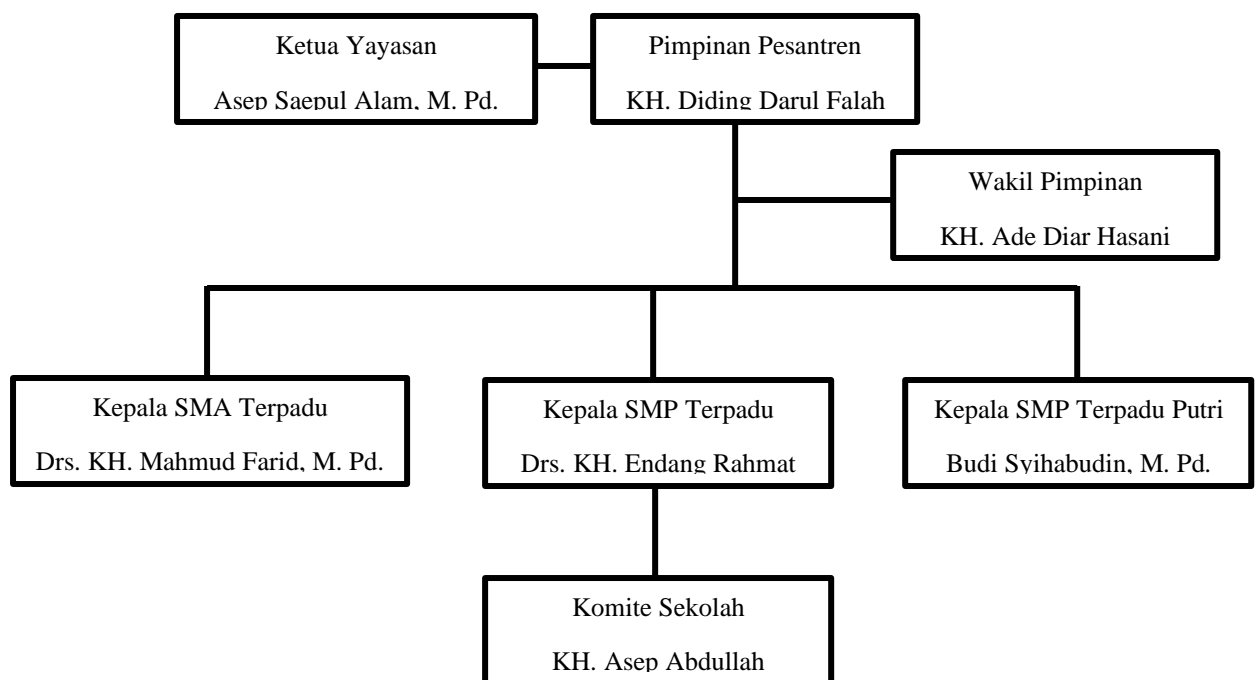 Ketua Yayasan
Asep Saepul Alam, M. Pd.
Pimpinan Pesantren
KH. Diding Darul Falah
Wakil Pimpinan
KH. Ade Diar Hasani
Kepala SMA Terpadu
Drs. KH. Mahmud Farid, M. Pd.
Kepala SMP Terpadu
Drs. KH. Endang Rahmat
Kepala SMP Terpadu Putri
Budi Syihabudin, M. Pd.
Komite Sekolah
KH. Asep Abdullah